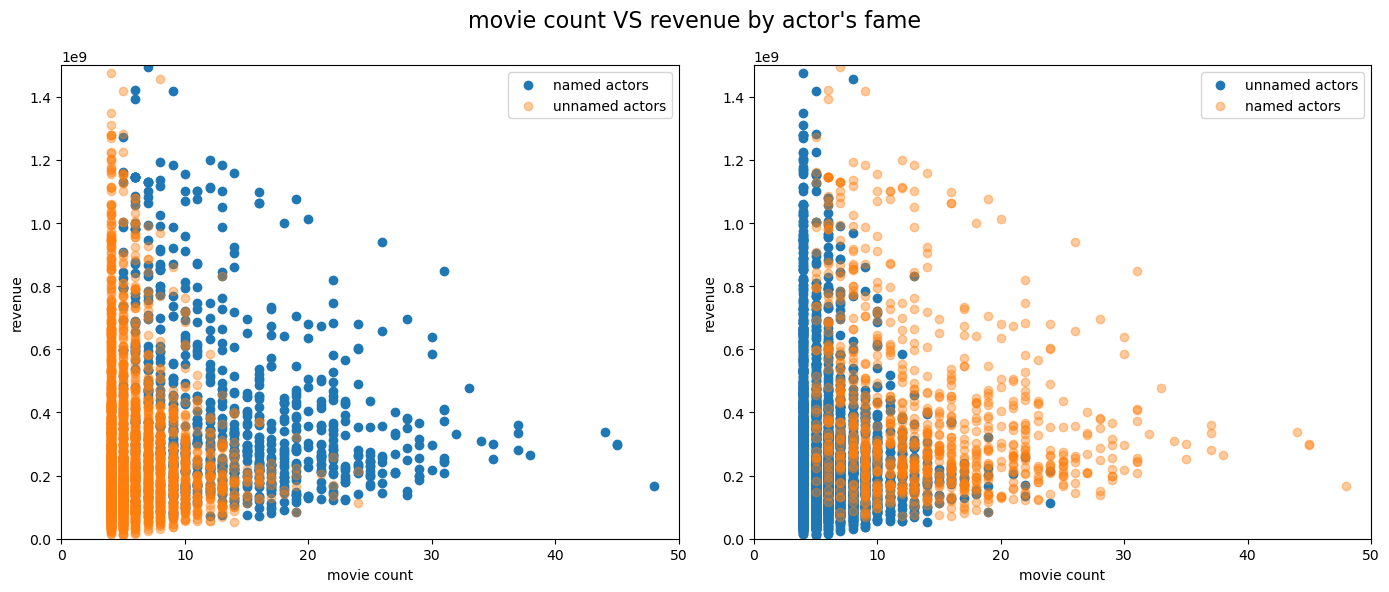 movie count VS revenue by actor's fame
1e9
named actors
unnamed actors
1.4
1.2
1.0
0.8
0.6
0.4
0.2
0.0
revenue
0
10
20
30
40
50
movie count
1e9
unnamed actors
named actors
1.4
1.2
1.0
0.8
0.6
0.4
0.2
0.0
revenue
0
10
20
30
40
50
movie count